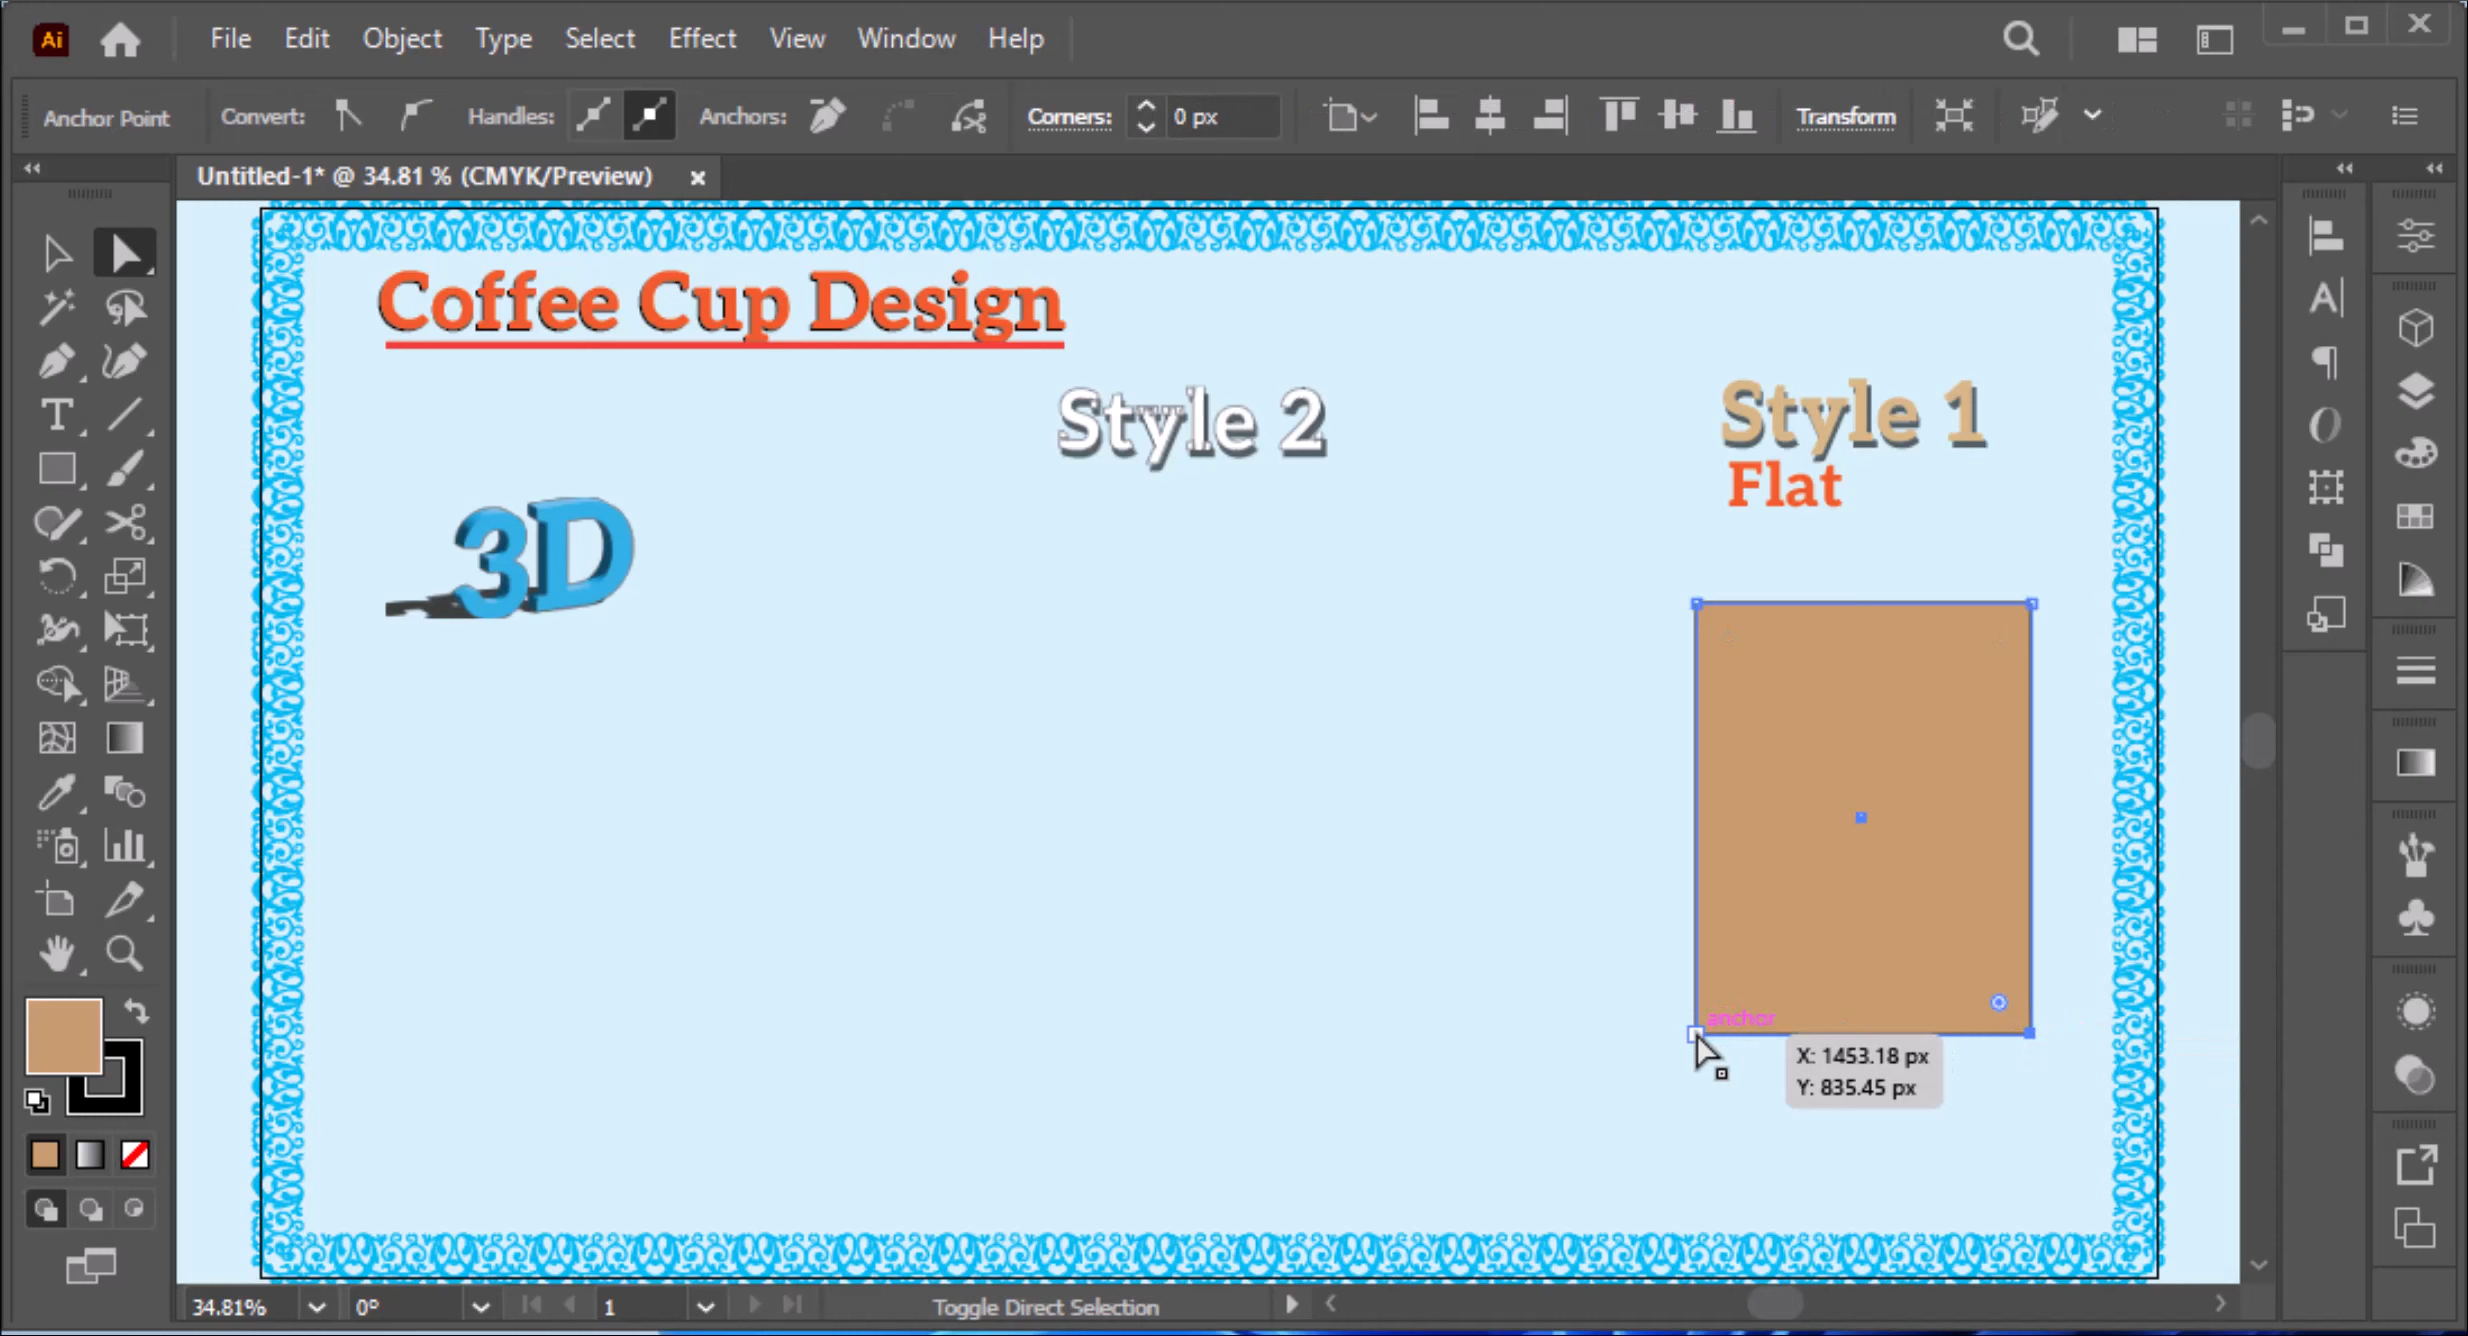 Ai File Edit Object Type Select Effect View Window Help
Anchor Point Convert: Handles: Anchors: Corners: 0 px Transform
Untitled-1* @ 34.81 % (CMYK/Preview) ×
Coffee Cup Design
Style 2
Style 1
Flat
3D
anchor
X: 1453.18 px
Y: 835.45 px
34.81% 0° 1 Toggle Direct Selection